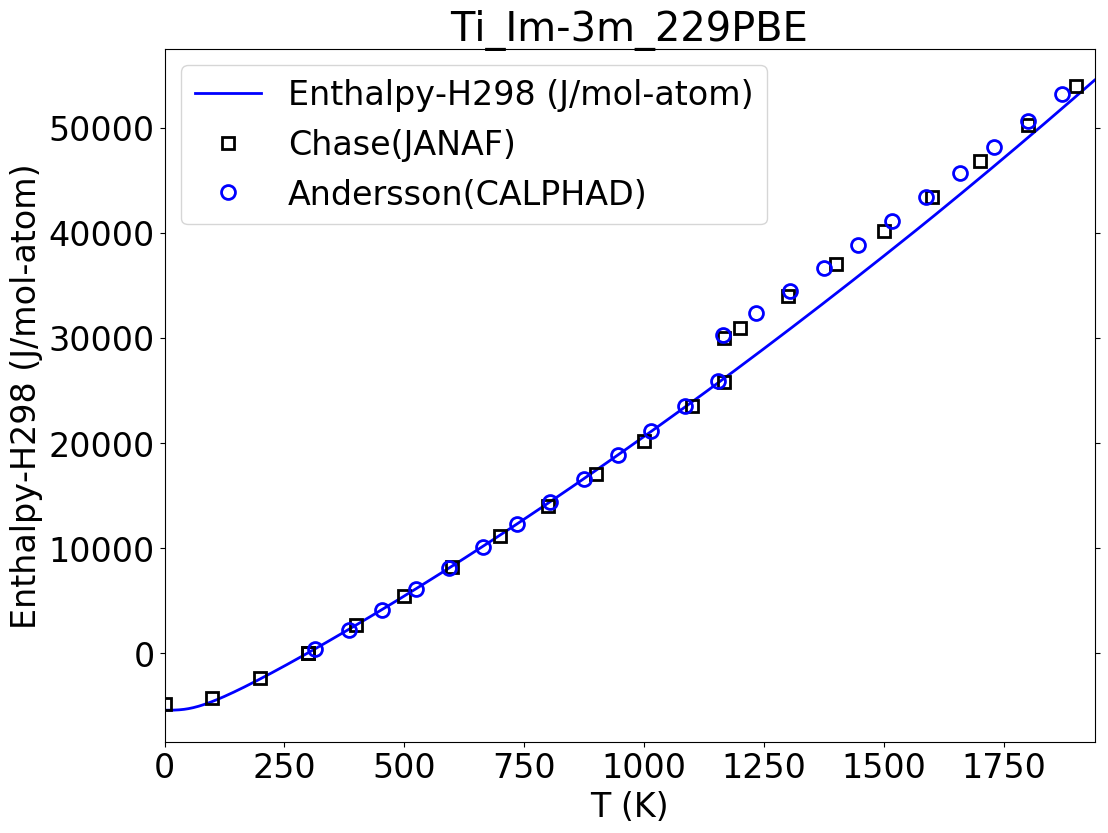 Ti_Im-3m_229PBE
Enthalpy-H298 (J/mol-atom)
Chase(JANAF)
Andersson(CALPHAD)
Enthalpy-H298 (J/mol-atom)
50000
40000
30000
20000
10000
0
0
250
500
750
1000
1250
1500
1750
T (K)